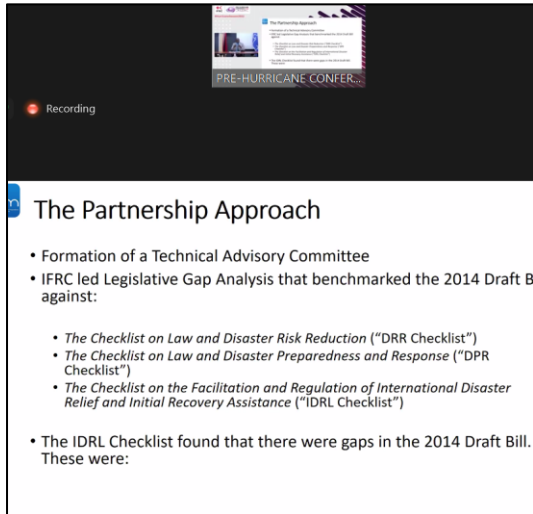 PRE-HURRICANE CONFER...
Recording
The Partnership Approach
• Formation of a Technical Advisory Committee
• IFRC led Legislative Gap Analysis that benchmarked the 2014 Draft B
against:
• The Checklist on Law and Disaster Risk Reduction (“DRR Checklist”)
• The Checklist on Law and Disaster Preparedness and Response (“DPR
Checklist”)
• The Checklist on the Facilitation and Regulation of International Disaster
Relief and Initial Recovery Assistance (“IDRL Checklist”)
• The IDRL Checklist found that there were gaps in the 2014 Draft Bill.
These were: